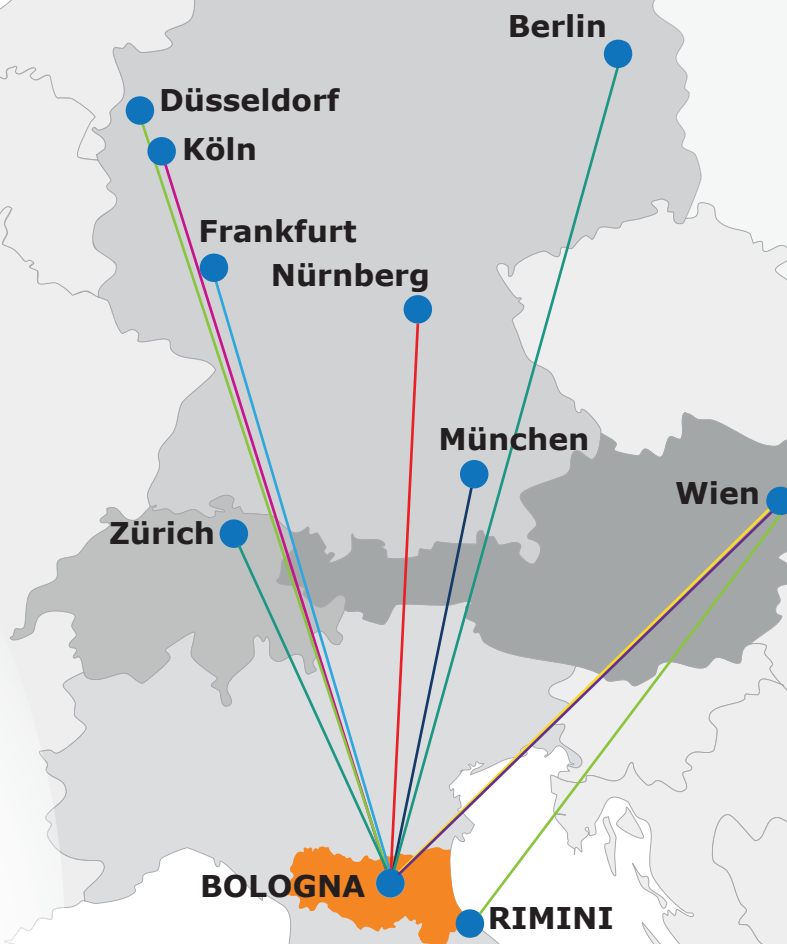 Berlin
Düsseldorf
Köln
Frankfurt
Nürnberg
München
Wien
Zürich
BOLOGNA
RIMINI